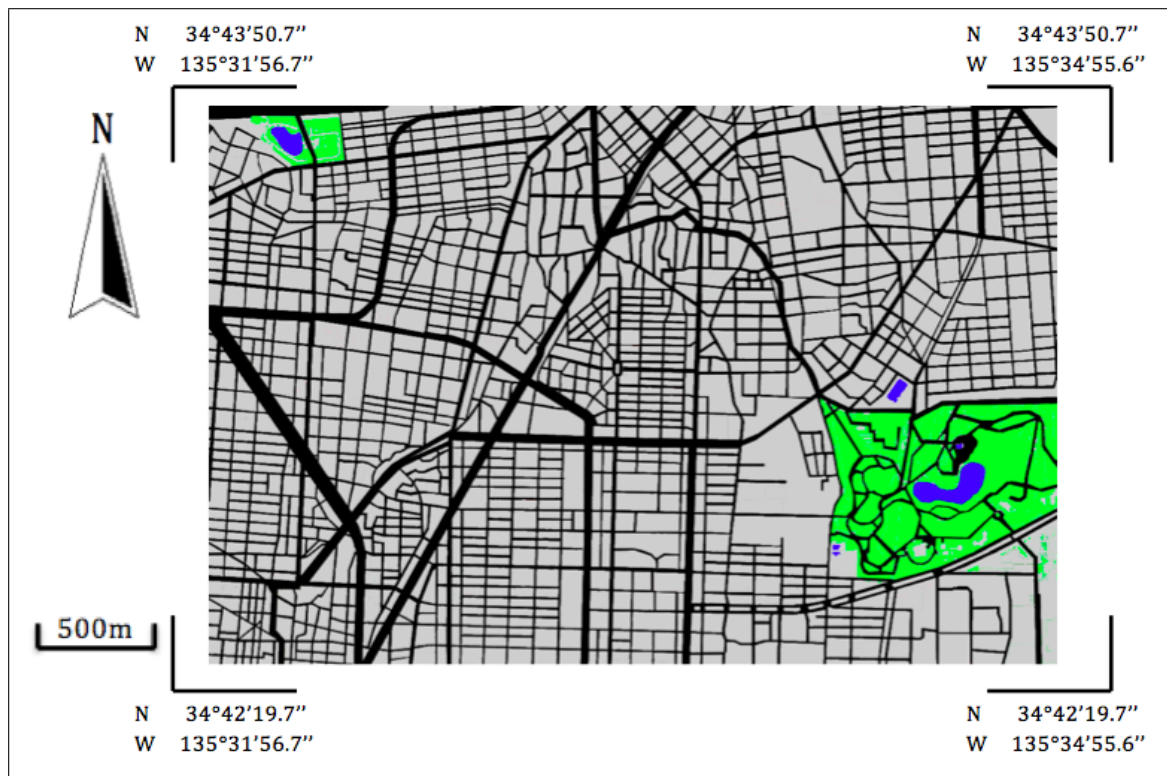 N 34°43’50.7’’
W 135°31’56.7’’
N 34°43’50.7’’
W 135°34’55.6’’
N
500m
N 34°42’19.7’’
W 135°31’56.7’’
N 34°42’19.7’’
W 135°34’55.6’’